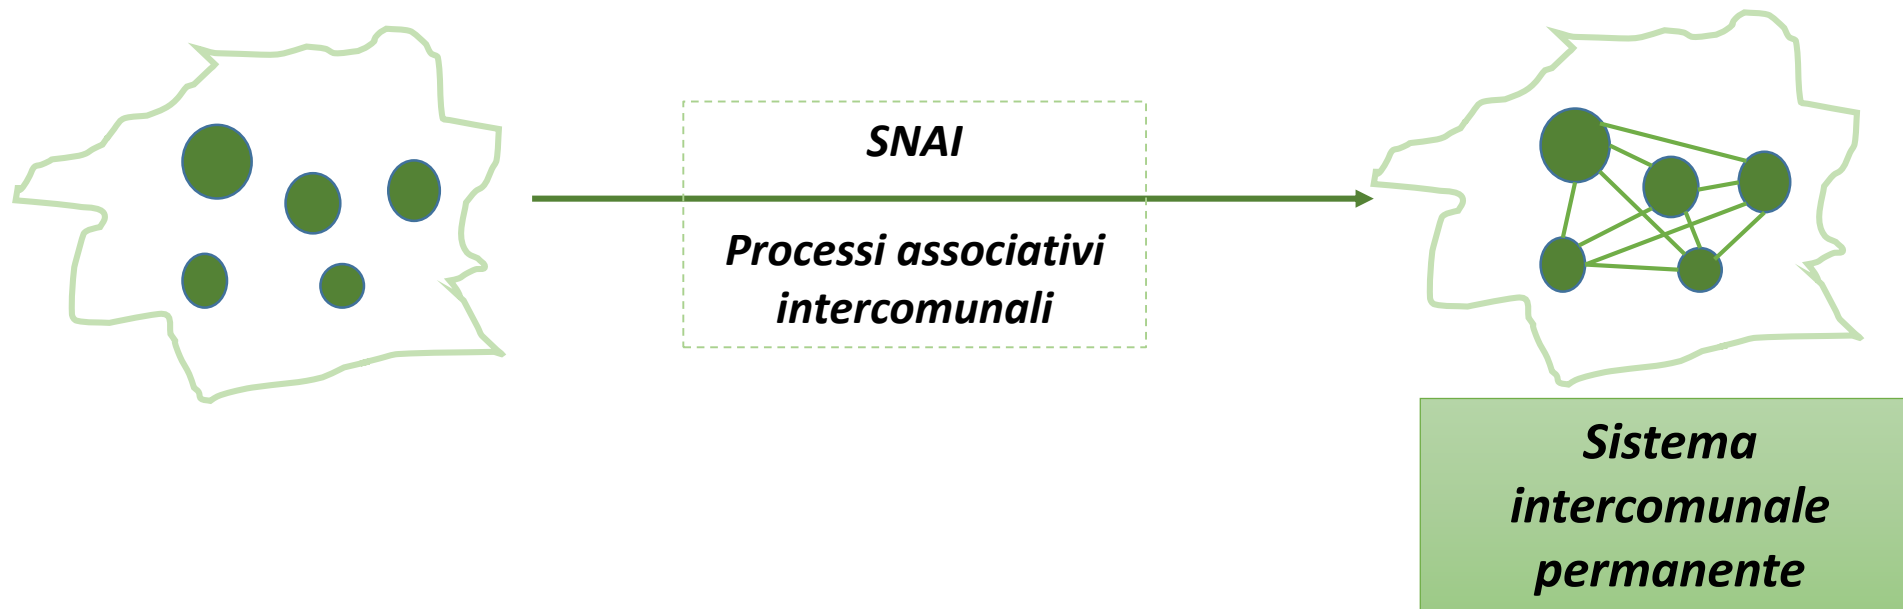 SNAI
Processi associativi
intercomunali
Sistema
intercomunale
permanente